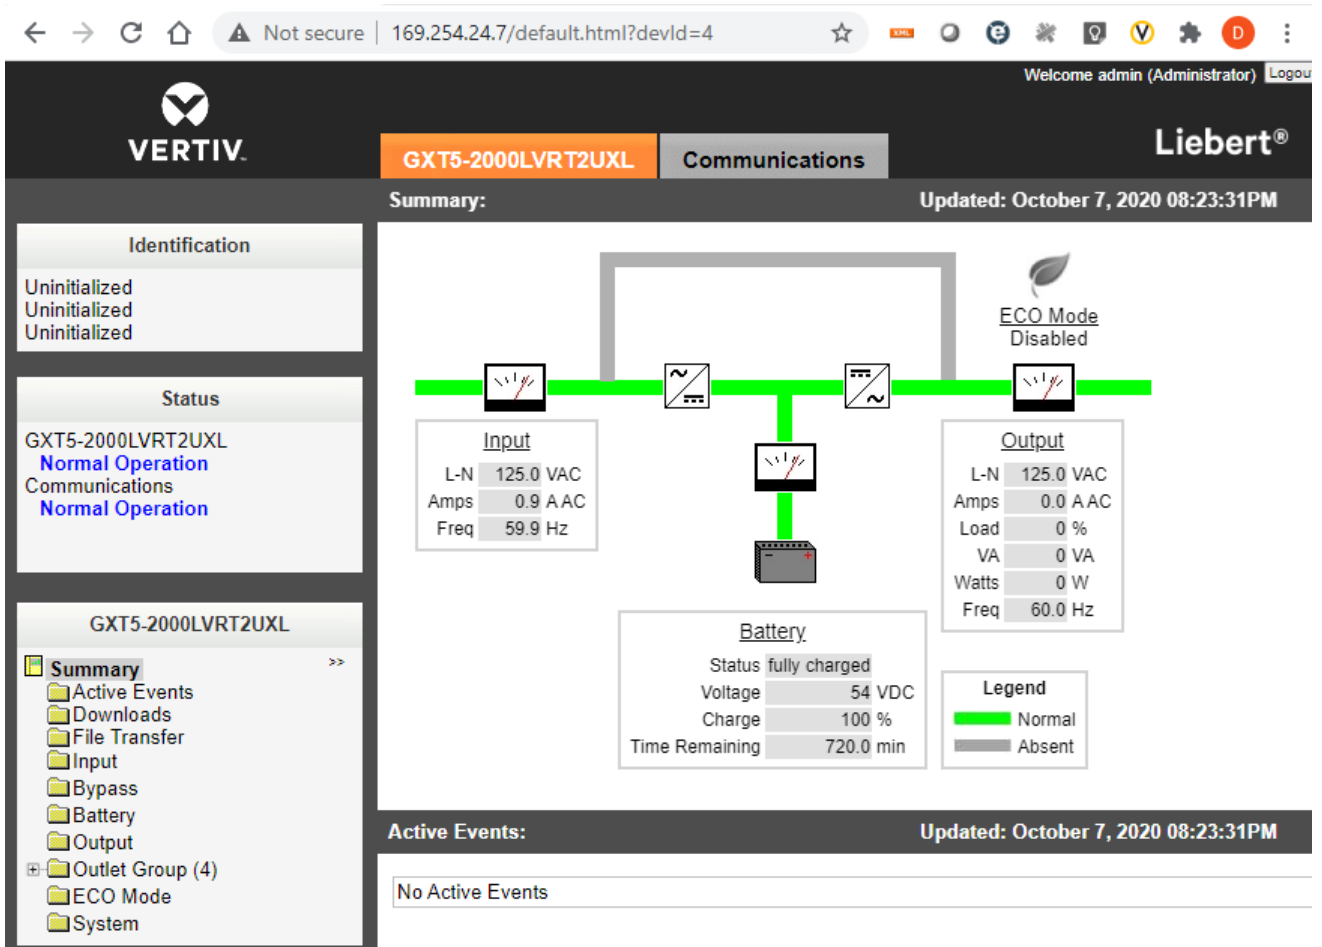 Not secure | 169.254.24.7/default.html?devId=4
XML
D
Welcome admin (Administrator) Logou
VERTIV
Liebert®
GXT5-2000LVRT2UXL Communications
Summary: Updated: October 7, 2020 08:23:31PM
Identification
Uninitialized
Uninitialized
Uninitialized
Status
GXT5-2000LVRT2UXL
Normal Operation
Communications
Normal Operation
GXT5-2000LVRT2UXL
Summary >>
Active Events
Downloads
File Transfer
Input
Bypass
Battery
Output
Outlet Group (4)
ECO Mode
System
ECO Mode
Disabled
Input
L-N 125.0 VAC
Amps 0.9 A AC
Freq 59.9 Hz
Output
L-N 125.0 VAC
Amps 0.0 A AC
Load 0 %
VA 0 VA
Watts 0 W
Freq 60.0 Hz
Battery
Status fully charged
Voltage 54 VDC
Charge 100 %
Time Remaining 720.0 min
Legend
Normal
Absent
Active Events: Updated: October 7, 2020 08:23:31PM
No Active Events